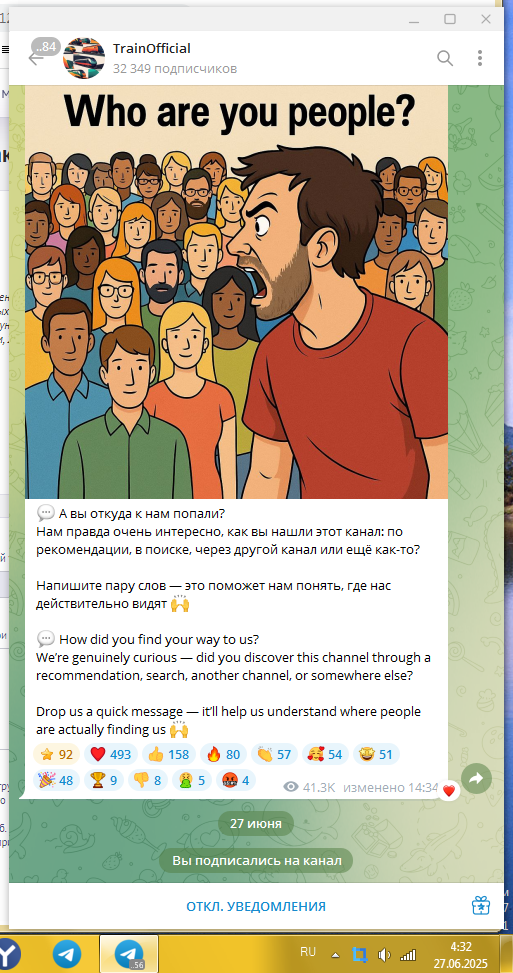 ..84
TrainOfficial
32 349 подписчиков
Who are you people?
А вы откуда к нам попали?
Нам правда очень интересно, как вы нашли этот канал: по
рекомендации, в поиске, через другой канал или ещё как-то?
Напишите пару слов — это поможет нам понять, где нас
действительно видят
How did you find your way to us?
We're genuinely curious — did you discover this channel through a
recommendation, search, another channel, or somewhere else?
Drop us a quick message — it'll help us understand where people
are actually finding us
92 493 158 80 57 54 51
48 9 8 5 4
41.3K изменено 14:34
27 июня
Вы подписались на канал
ОТКЛ. УВЕДОМЛЕНИЯ
RU
4:32
27.06.2025
..56